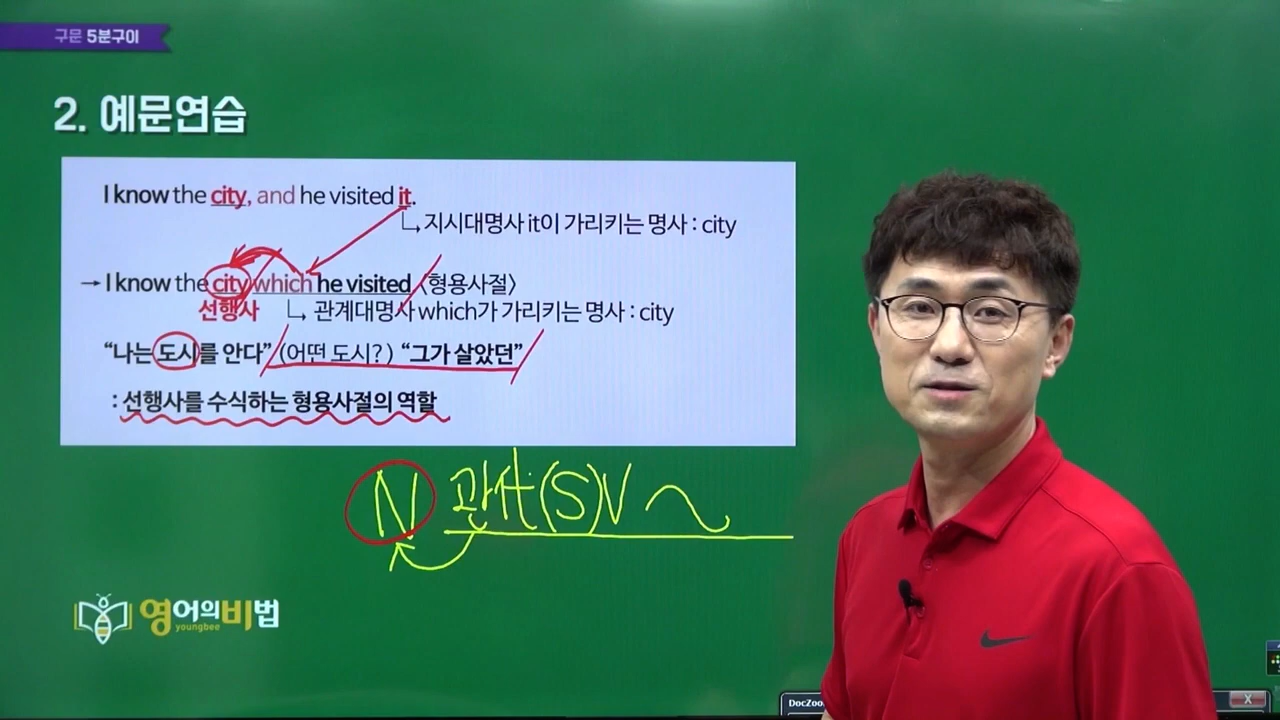 구문 5분구이
2. 예문연습
I know the city, and he visited it.
지시대명사 it이 가리키는 명사 : city
→ I know the city which he visited 〈형용사절〉
선행사
관계대명사 which가 가리키는 명사 : city
“나는 도시를 안다” (어떤 도시?) “그가 살았던”
: 선행사를 수식하는 형용사절의 역할
N 관代(S)V ~
영어의비법
youngbee
DocZoo
X